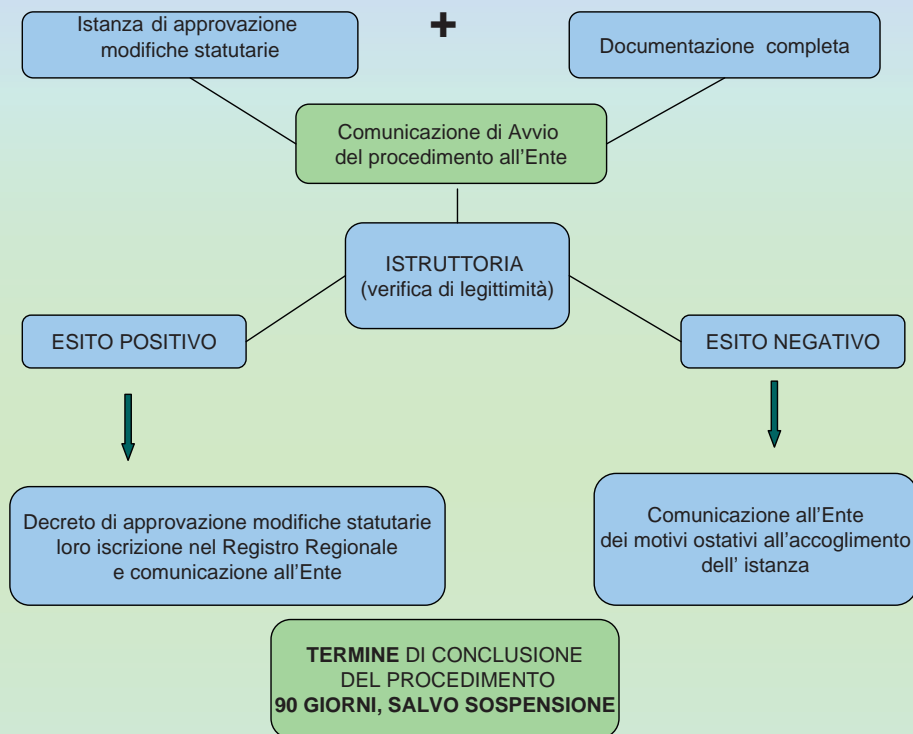 Istanza di approvazione
modifiche statutarie
+
Documentazione completa
Comunicazione di Avvio
del procedimento all'Ente
ISTRUTTORIA
(verifica di legittimità)
ESITO POSITIVO
ESITO NEGATIVO
Decreto di approvazione modifiche statutarie
loro iscrizione nel Registro Regionale
e comunicazione all'Ente
Comunicazione all'Ente
dei motivi ostativi all'accoglimento
dell' istanza
TERMINE DI CONCLUSIONE
DEL PROCEDIMENTO
90 GIORNI, SALVO SOSPENSIONE